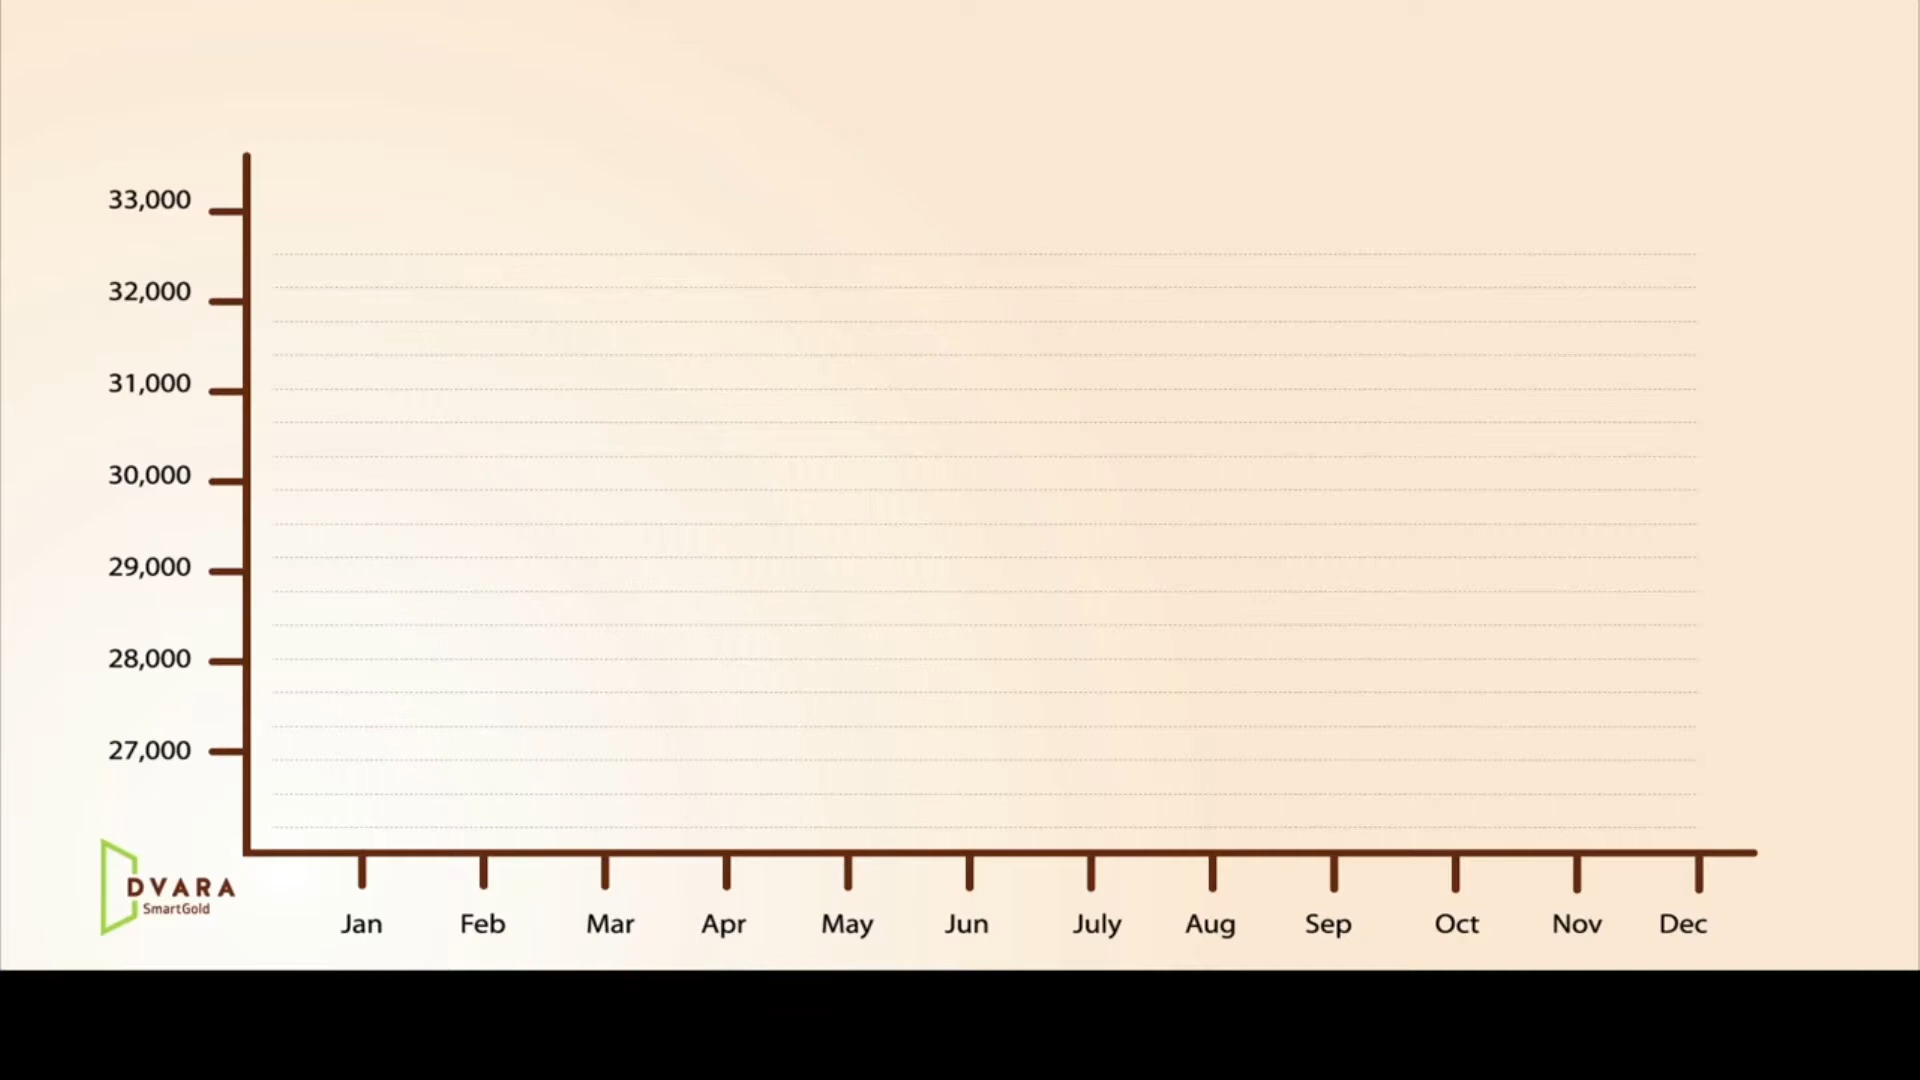 33,000
32,000
31,000
30,000
29,000
28,000
27,000
DVARA
SmartGold
Jan Feb Mar Apr May Jun July Aug Sep Oct Nov Dec